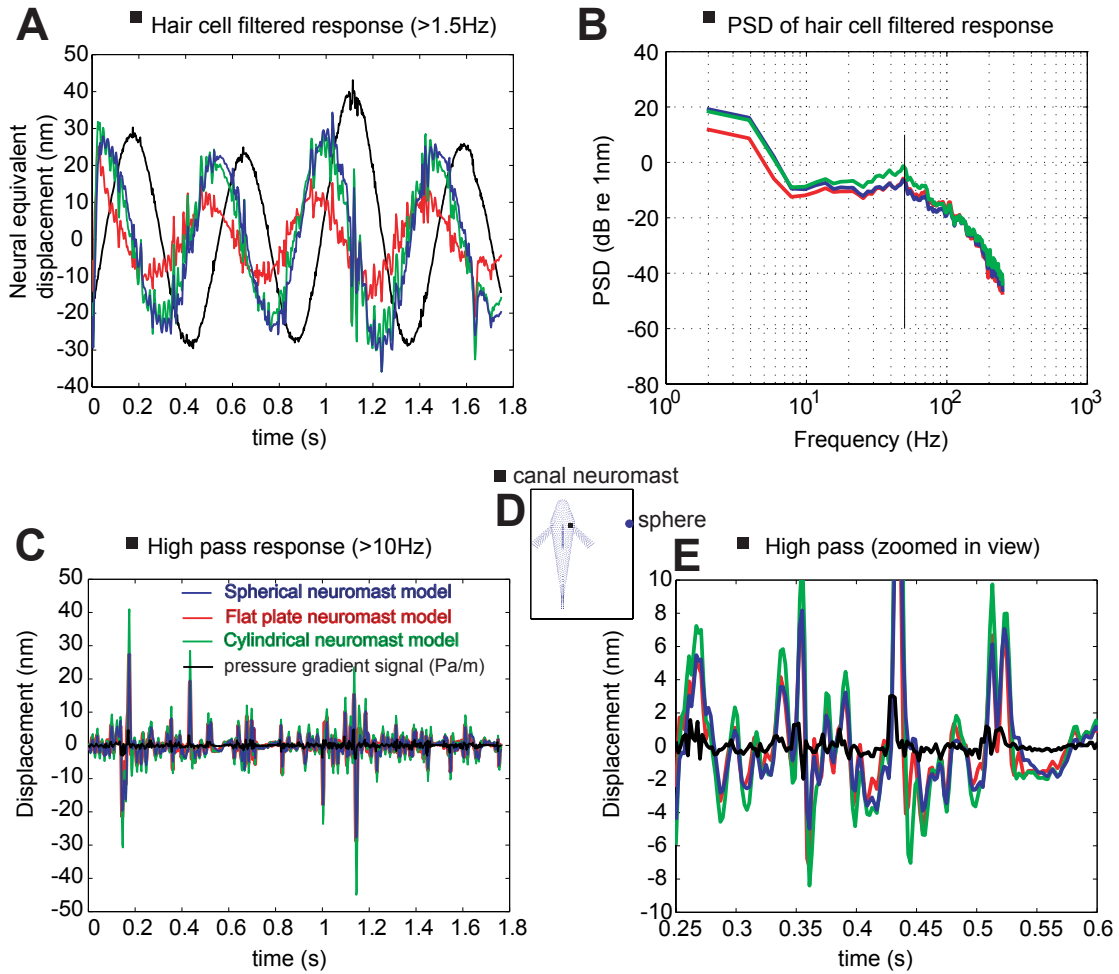 A
Hair cell filtered response (>1.5Hz)
50
40
30
20
10
0
-10
-20
-30
-40
Neural equivalent
displacement (nm)
0 0.2 0.4 0.6 0.8 1 1.2 1.4 1.6 1.8
time (s)
B
PSD of hair cell filtered response
40
20
0
-20
-40
-60
-80
PSD (dB re 1nm)
10^0 10^1 10^2 10^3
Frequency (Hz)
canal neuromast
D
sphere
C
High pass response (>10Hz)
50
40
30
20
10
0
-10
-20
-30
-40
-50
Displacement (nm)
Spherical neuromast model
Flat plate neuromast model
Cylindrical neuromast model
pressure gradient signal (Pa/m)
0 0.2 0.4 0.6 0.8 1 1.2 1.4 1.6 1.8
time (s)
E
High pass (zoomed in view)
10
8
6
4
2
0
-2
-4
-6
-8
-10
Displacement (nm)
0.25 0.3 0.35 0.4 0.45 0.5 0.55 0.6
time (s)